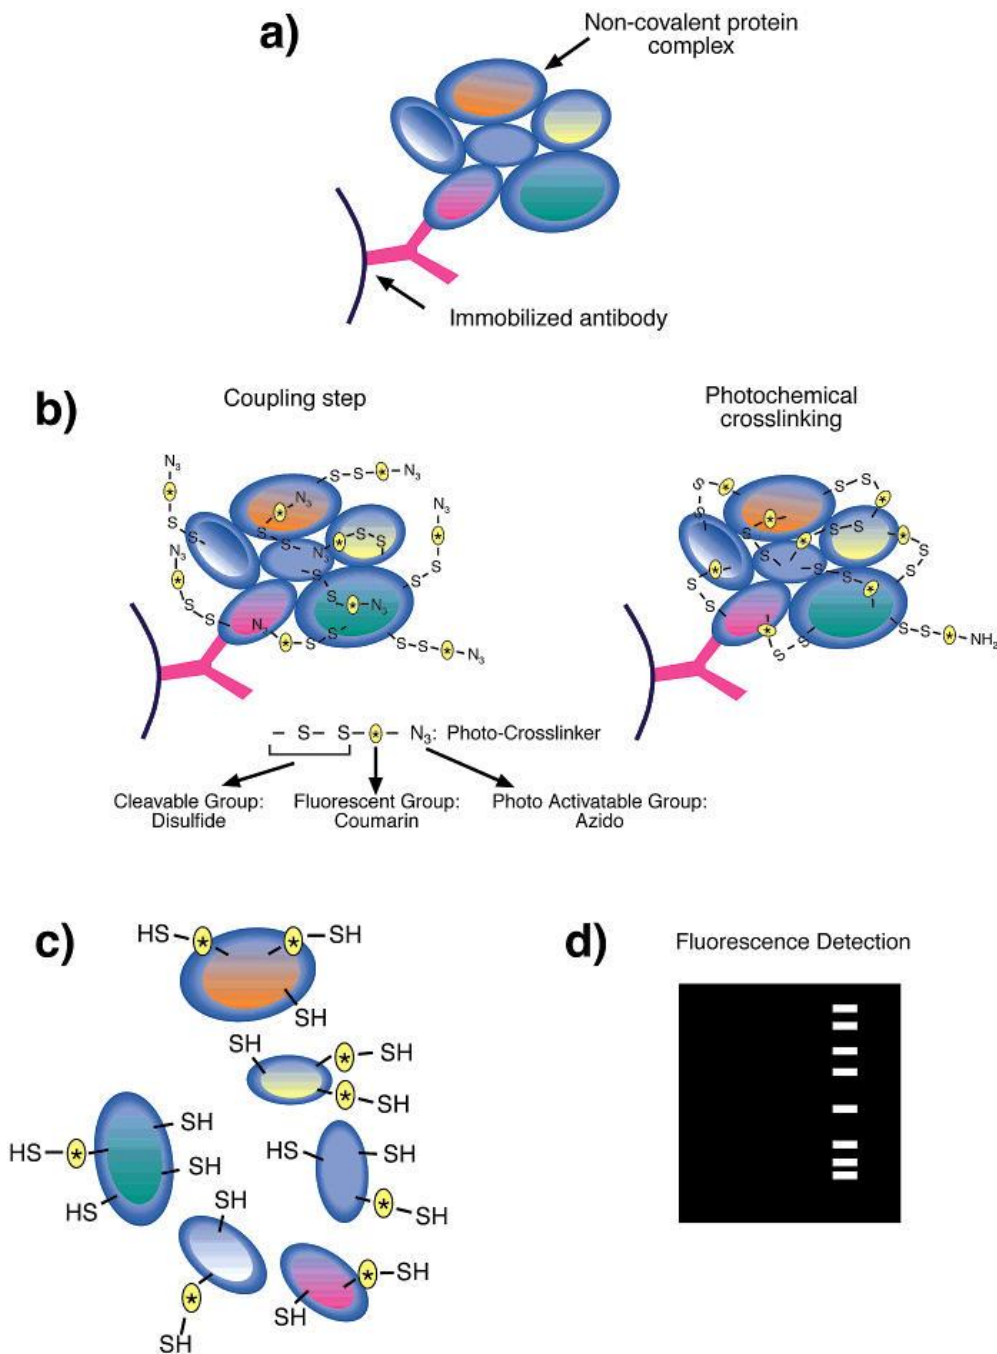 a)
Non-covalent protein
complex
Immobilized antibody
b)
Coupling step
Photochemical
crosslinking
N₃
S
S
*
N₃
*
S
S
N₃
*
S
S
S
S
*
N₃
N₃
*
S
S
N₃
*
S
S
S
S
*
N₃
N₃
*
S
S
S
S
*
N₃
S
S
*
*
S
S
*
S
S
*
S
S
*
*
S
S
*
S
S
S
S
*
*
S
S
S
S
*
NH₂
– S – S – * – N₃: Photo-Crosslinker
Cleavable Group:
Disulfide
Fluorescent Group:
Coumarin
Photo Activatable Group:
Azido
c)
HS * * SH
SH
SH * SH
* SH
SH
HS * SH
HS
HS SH
* SH
SH
*
SH
* SH
SH
d)
Fluorescence Detection